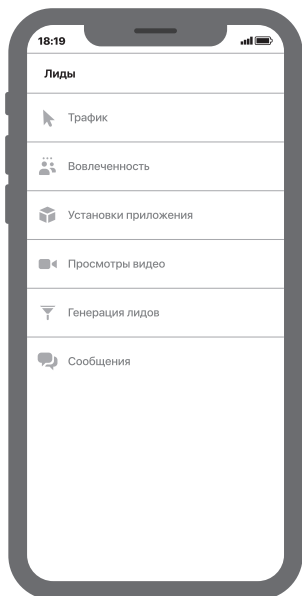 18:19
Лиды
Трафик
Вовлеченность
Установки приложения
Просмотры видео
Генерация лидов
Сообщения